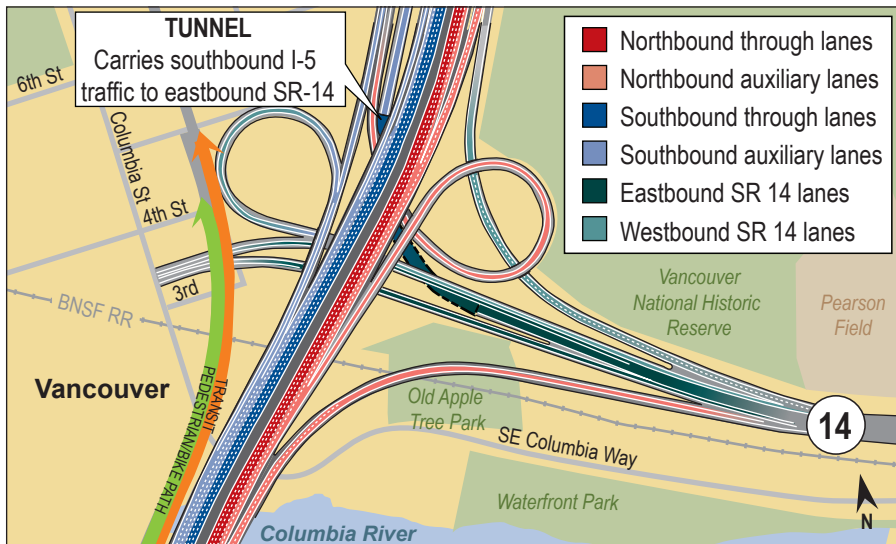 TUNNEL
Carries southbound I-5
traffic to eastbound SR-14
Northbound through lanes
Northbound auxiliary lanes
Southbound through lanes
Southbound auxiliary lanes
Eastbound SR 14 lanes
Westbound SR 14 lanes
6th St
Columbia St
4th St
3rd
BNSF RR
Vancouver
National Historic
Reserve
Pearson
Field
Vancouver
TRANSIT
PEDESTRIAN/BIKE PATH
Old Apple
Tree Park
14
SE Columbia Way
Waterfront Park
N
Columbia River